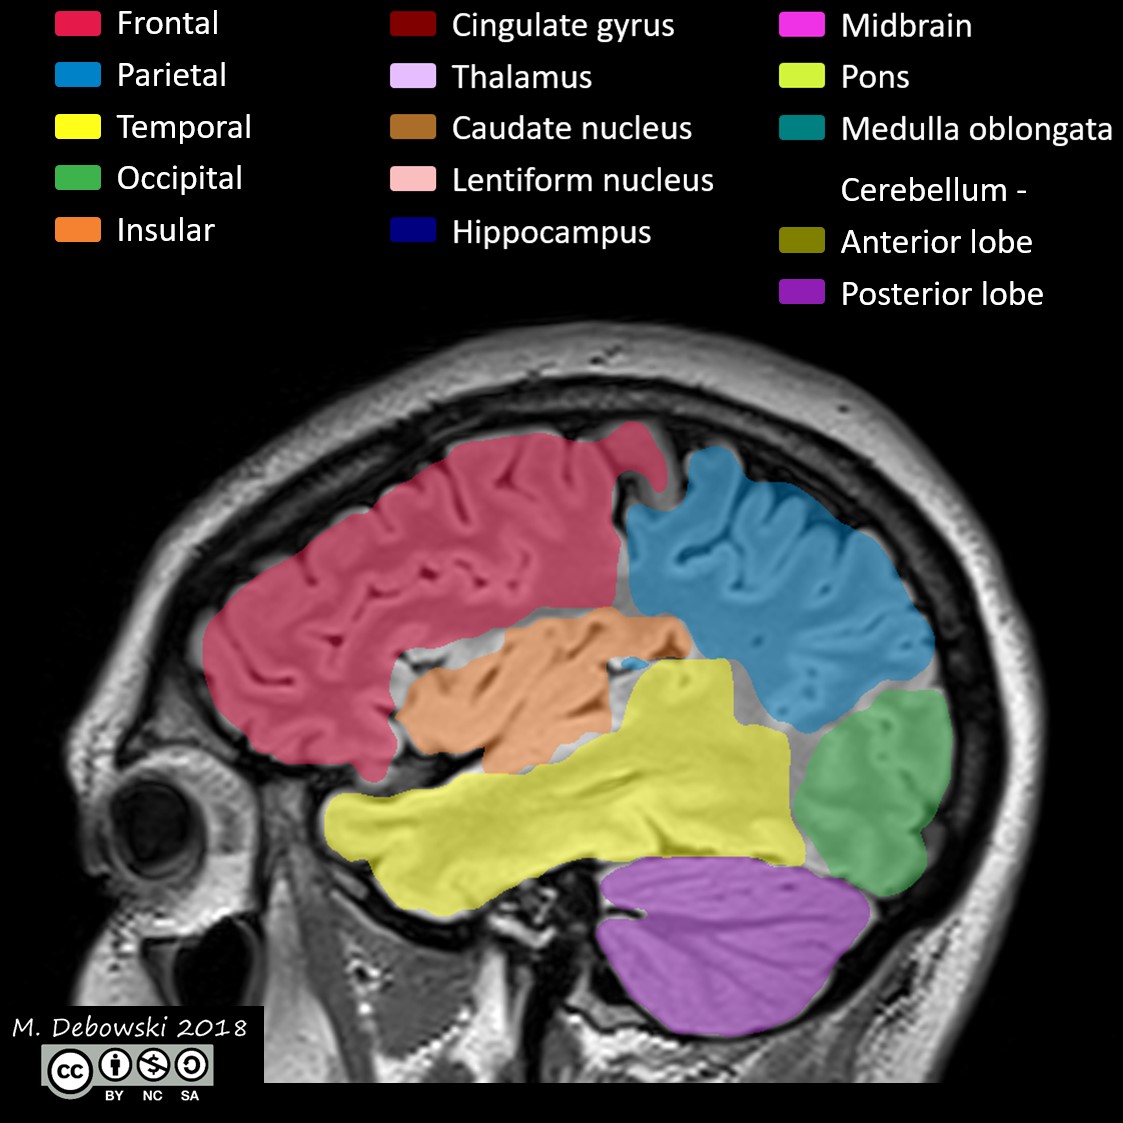 Frontal
Parietal
Temporal
Occipital
Insular
Cingulate gyrus
Thalamus
Caudate nucleus
Lentiform nucleus
Hippocampus
Midbrain
Pons
Medulla oblongata
Cerebellum -
Anterior lobe
Posterior lobe
M. Debowski 2018
cc
BY NC SA